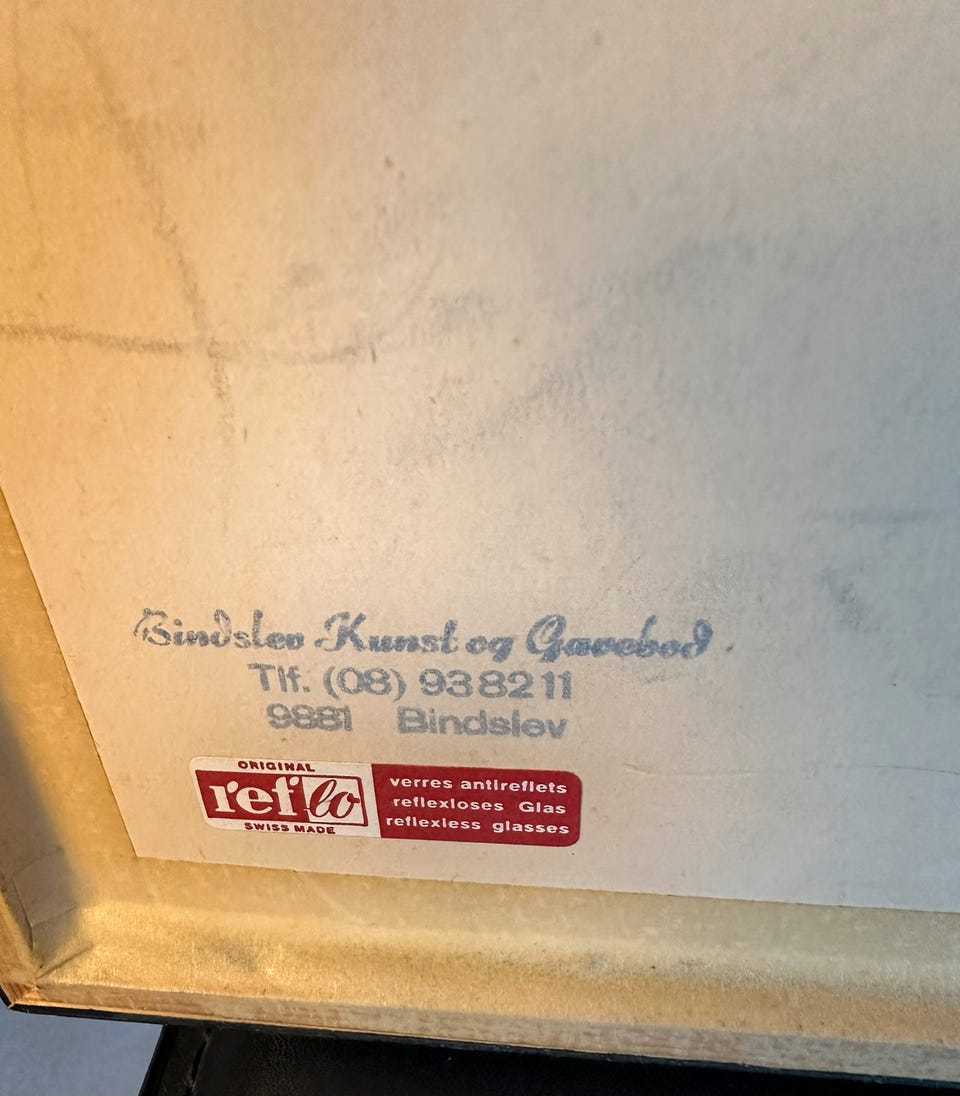 Bindslev Kunst og Gavebod
Tlf. (08) 938211
9881 Bindslev
ORIGINAL
reflo
SWISS MADE
verres antireflets
reflexloses Glas
reflexless glasses